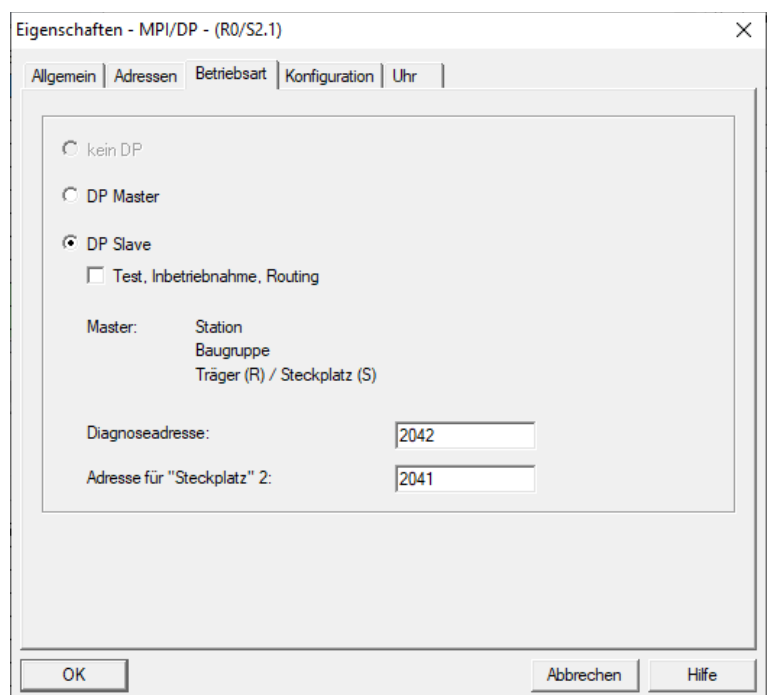 Eigenschaften - MPI/DP - (R0/S2.1)
Allgemein Adressen Betriebsart Konfiguration Uhr
kein DP
DP Master
DP Slave
Test, Inbetriebnahme, Routing
Master: Station
Baugruppe
Träger (R) / Steckplatz (S)
Diagnoseadresse: 2042
Adresse für "Steckplatz" 2: 2041
OK Abbrechen Hilfe